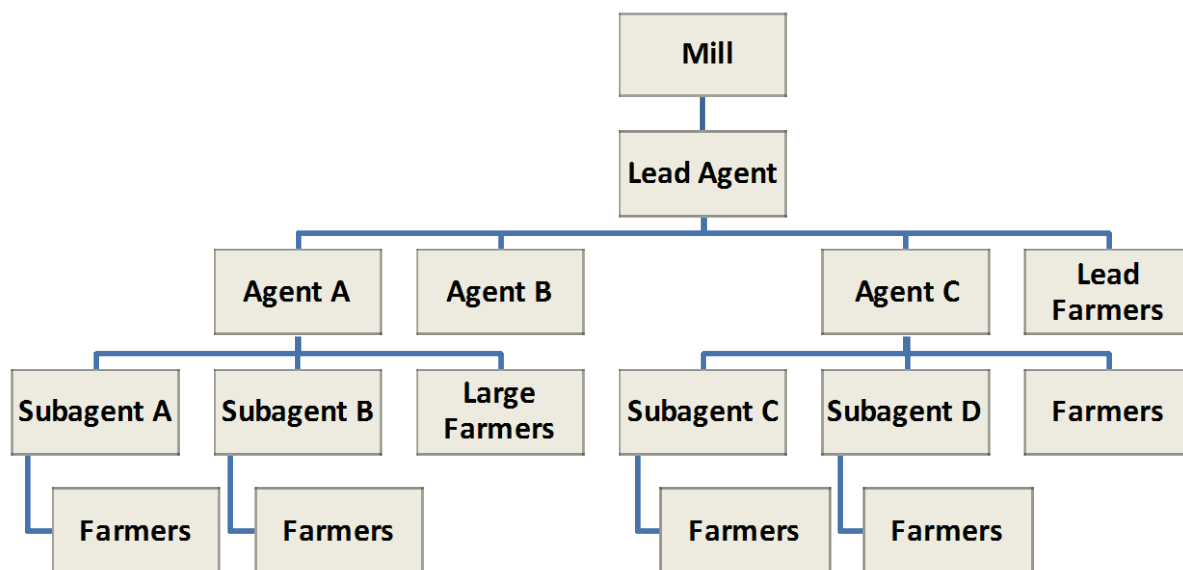 Mill
Lead Agent
Agent A
Agent B
Agent C
Lead
Farmers
Subagent A
Subagent B
Large
Farmers
Subagent C
Subagent D
Farmers
Farmers
Farmers
Farmers
Farmers